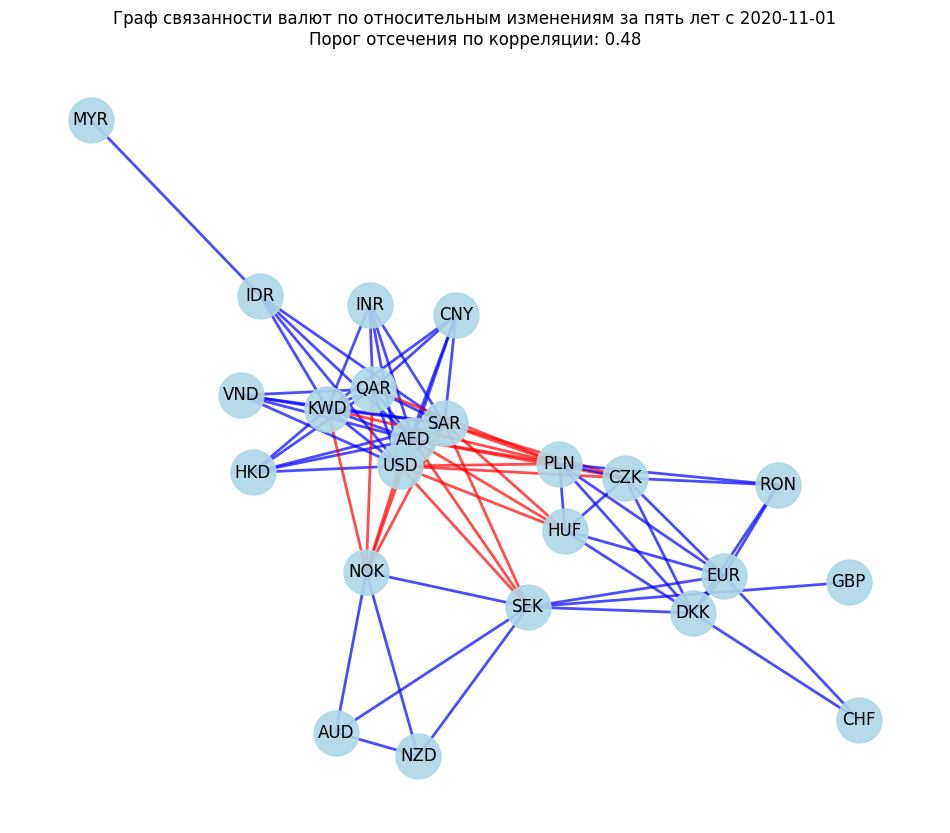 Граф связанности валют по относительным изменениям за пять лет с 2020-11-01
Порог отсечения по корреляции: 0.48
MYR
IDR
INR
CNY
VND
QAR
KWD
SAR
AED
HKD
USD
PLN
CZK
RON
HUF
NOK
EUR
GBP
SEK
DKK
CHF
AUD
NZD